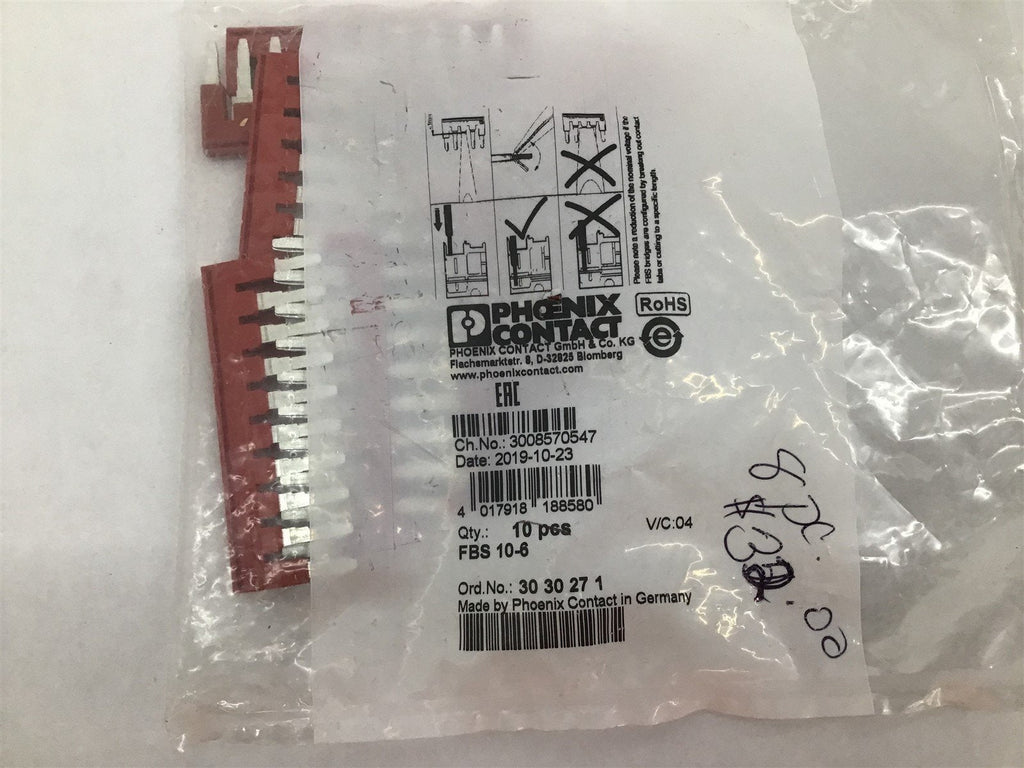 Please note a reduction of the nominal voltage if the
FBS bridges are configured by breaking out contact
tabs or cutting to a specific length
PHŒNIX
CONTACT
RoHS
e
PHOENIX CONTACT GmbH & Co. KG
Flachsmarktstr. 8, D-32825 Blomberg
www.phoenixcontact.com
EAC
Ch.No.: 3008570547
Date: 2019-10-23
4 017918 188580
Qty.: 10 pcs
V/C:04
FBS 10-6
Ord.No.: 30 30 27 1
Made by Phoenix Contact in Germany
8 pc.